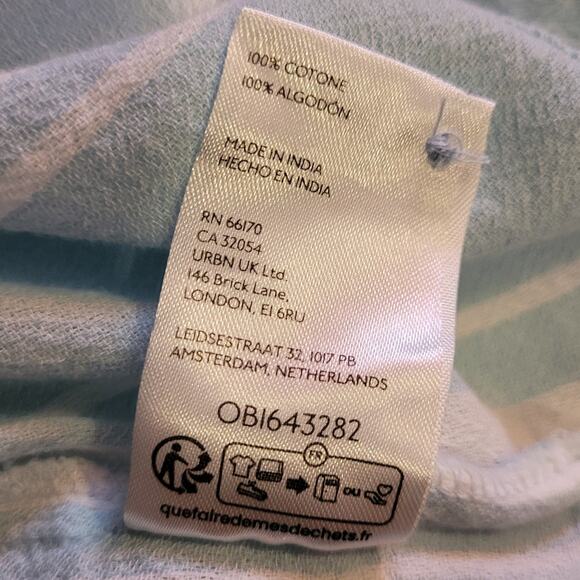 100% COTONE
100% ALGODÓN
MADE IN INDIA
HECHO EN INDIA
RN 66170
CA 32054
URBN UK Ltd.
146 Brick Lane,
LONDON, E1 6RU
LEIDSESTRAAT 32, 1017 PB
AMSTERDAM, NETHERLANDS
OB1643282
FR
ou
quefairedemesdechets.fr